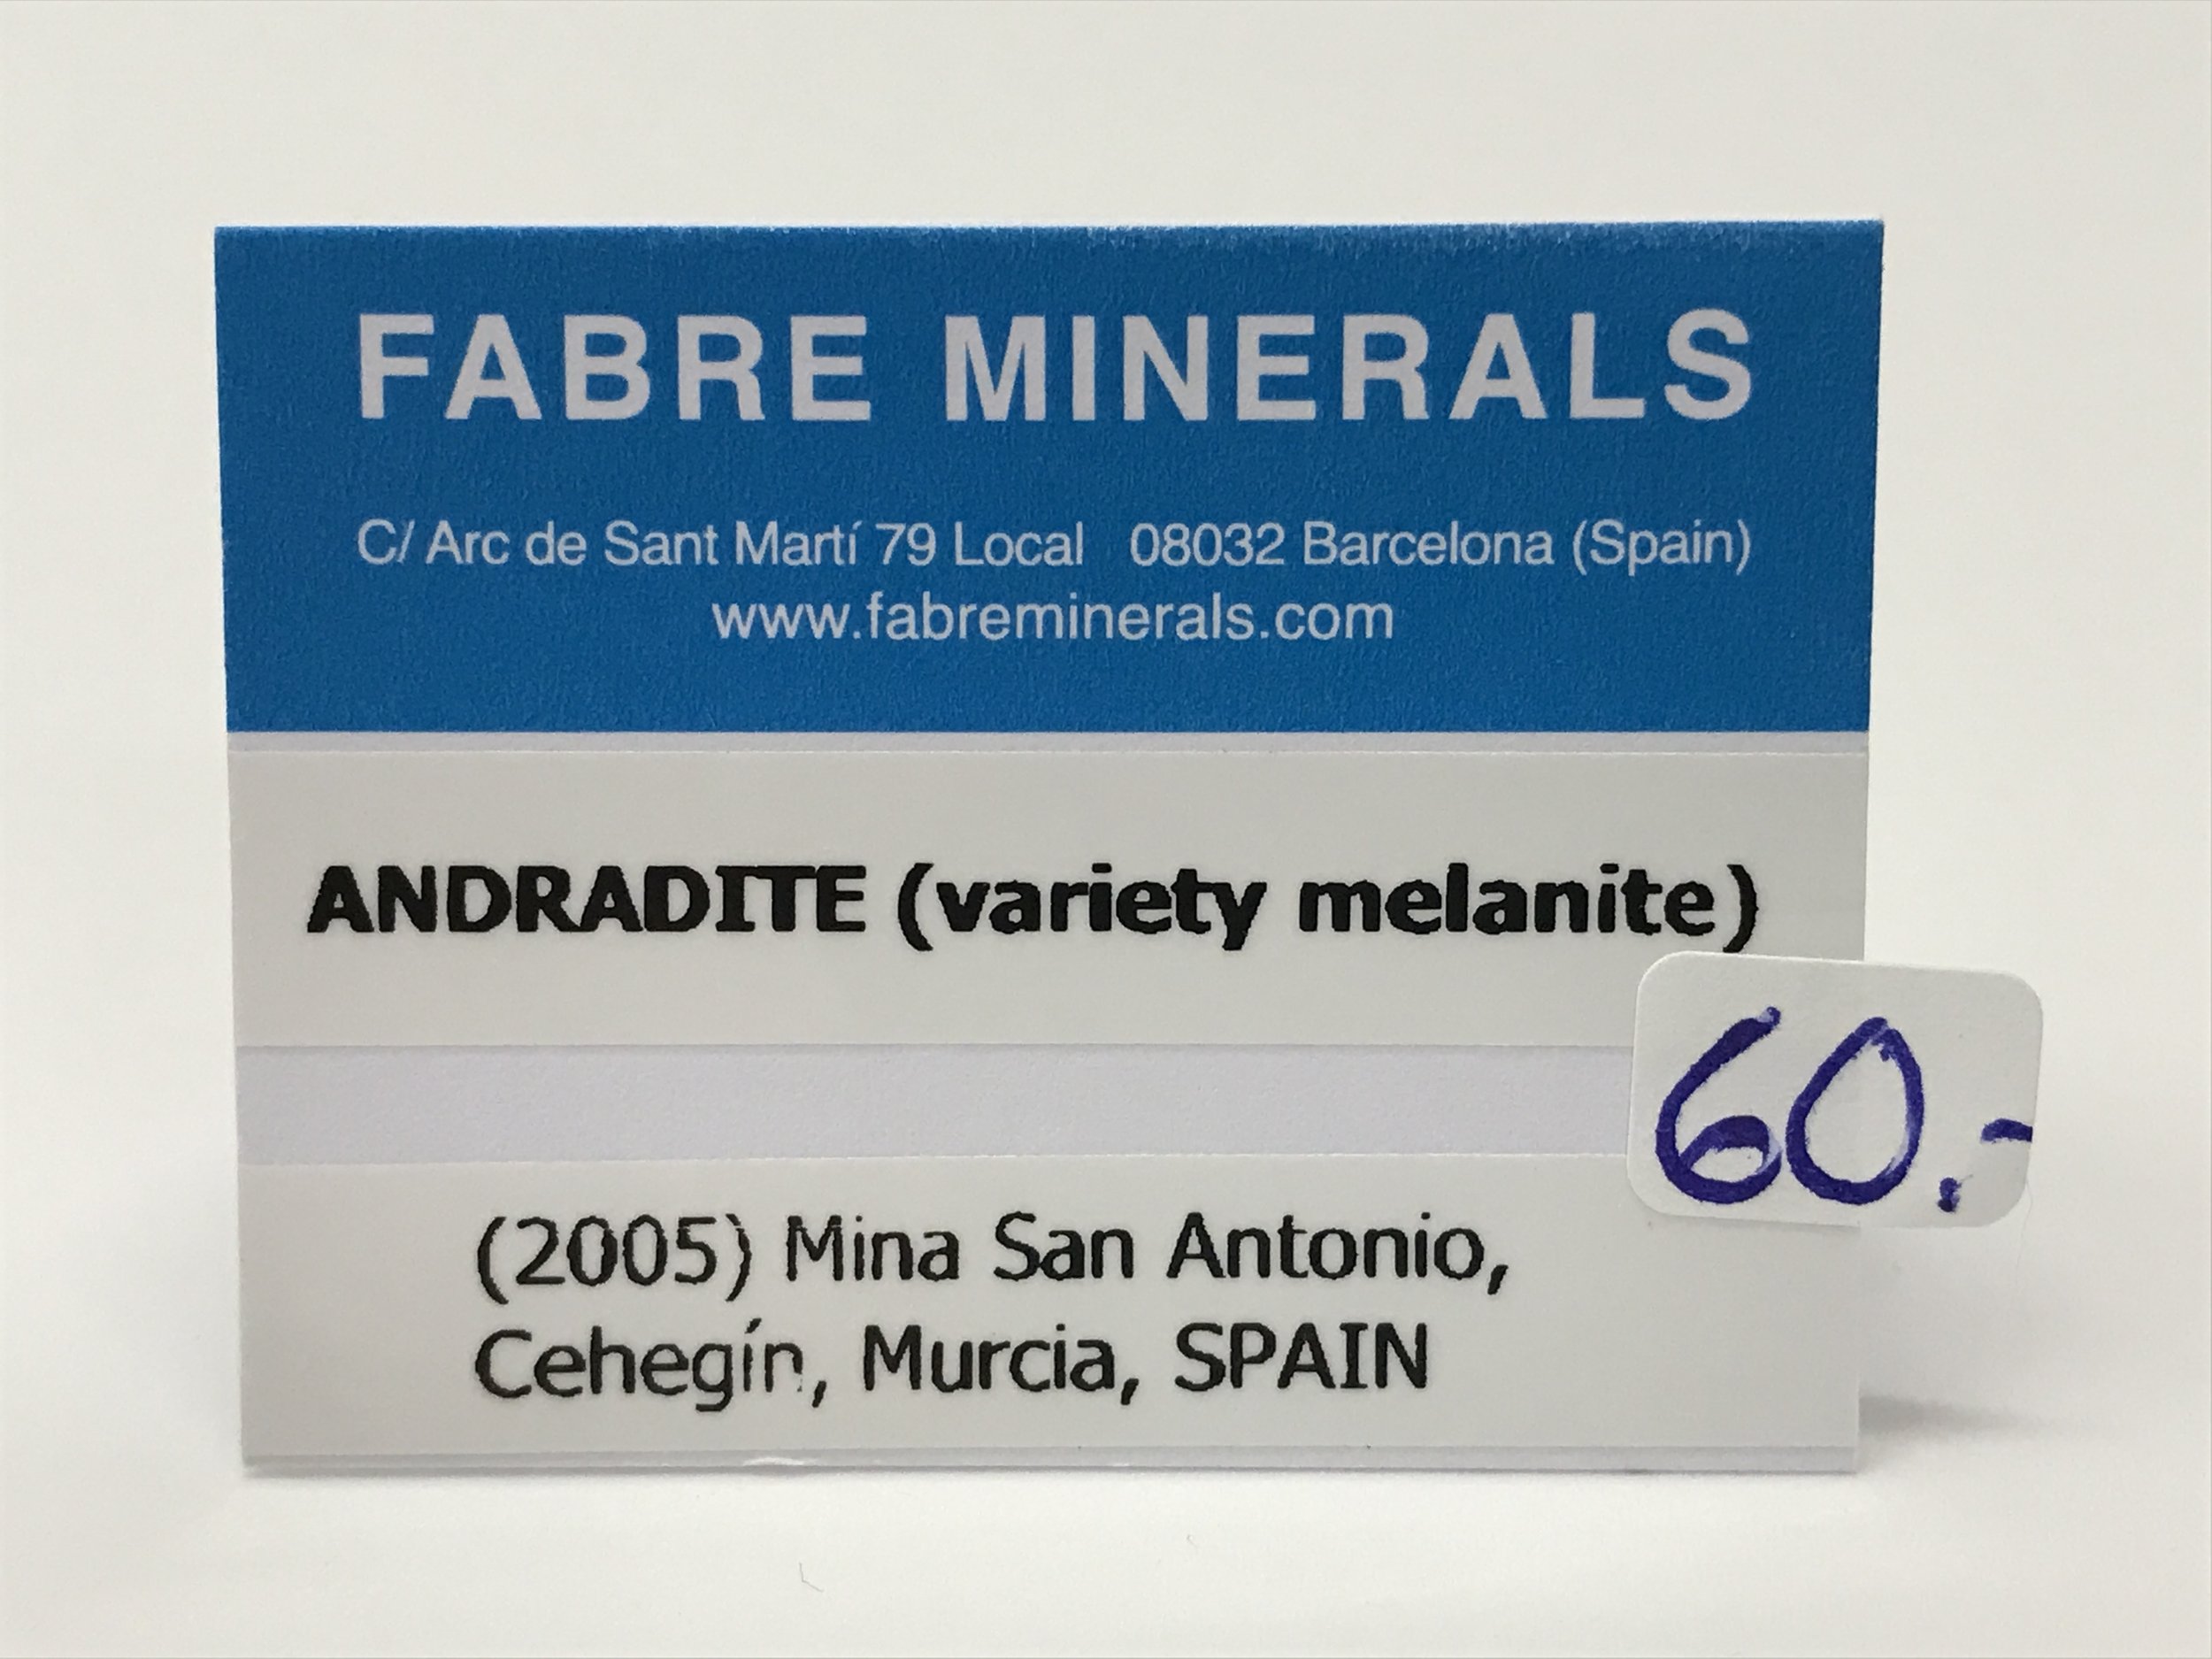 FABRE MINERALS
C/ Arc de Sant Martí 79 Local 08032 Barcelona (Spain)
www.fabreminerals.com
ANDRADITE (variety melanite)
60.-
(2005) Mina San Antonio,
Cehegín, Murcia, SPAIN